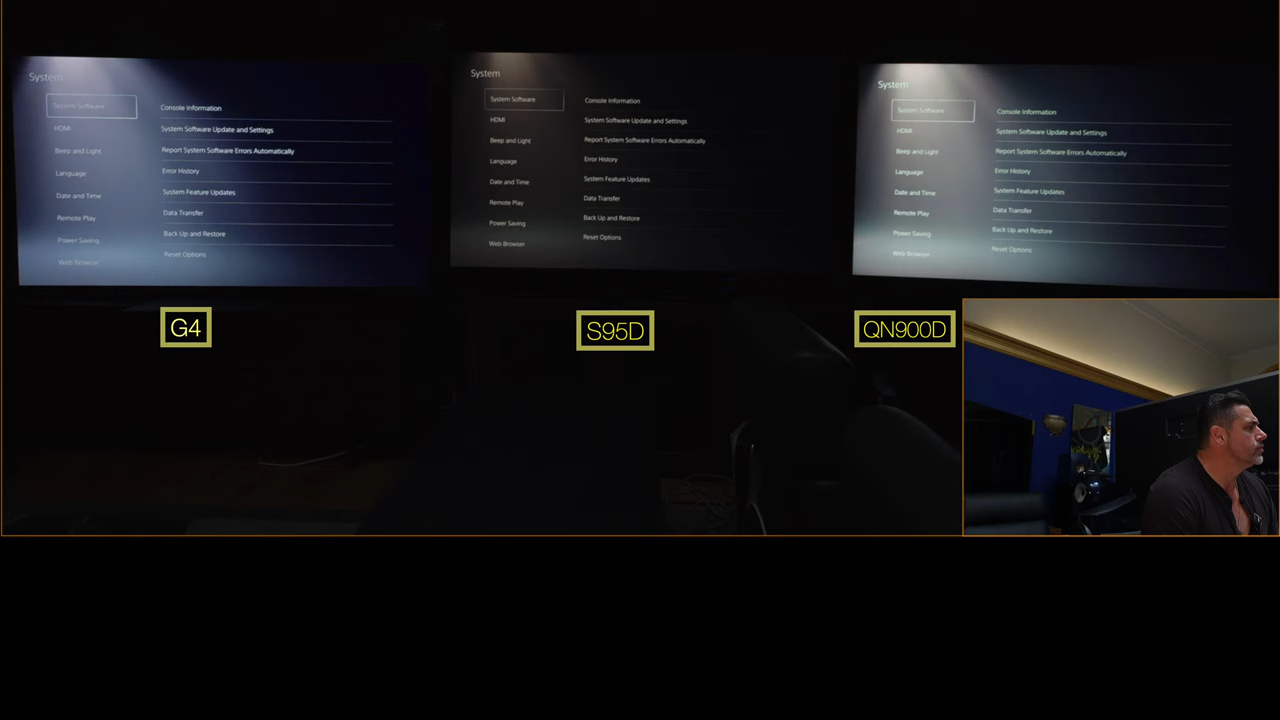 System
System Software
HDMI
Beep and Light
Language
Date and Time
Remote Play
Power Saving
Web Browser
Console Information
System Software Update and Settings
Report System Software Errors Automatically
Error History
System Feature Updates
Data Transfer
Back Up and Restore
Reset Options
G4
System
System Software
HDMI
Beep and Light
Language
Date and Time
Remote Play
Power Saving
Web Browser
Console Information
System Software Update and Settings
Report System Software Errors Automatically
Error History
System Feature Updates
Data Transfer
Back Up and Restore
Reset Options
S95D
System
System Software
HDMI
Beep and Light
Language
Date and Time
Remote Play
Power Saving
Web Browser
Console Information
System Software Update and Settings
Report System Software Errors Automatically
Error History
System Feature Updates
Data Transfer
Back Up and Restore
Reset Options
QN900D